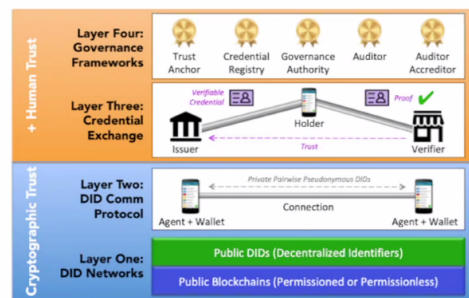 + Human Trust
Layer Four:
Governance
Frameworks
Trust
Anchor
Credential
Registry
Governance
Authority
Auditor
Auditor
Accreditor
Layer Three:
Credential
Exchange
Verifiable
Credential
Proof
Holder
Issuer
Trust
Verifier
Cryptographic Trust
Layer Two:
DID Comm
Protocol
Private Pairwise Pseudonymous DIDs
Connection
Agent + Wallet
Agent + Wallet
Layer One:
DID Networks
Public DIDs (Decentralized Identifiers)
Public Blockchains (Permissioned or Permissionless)